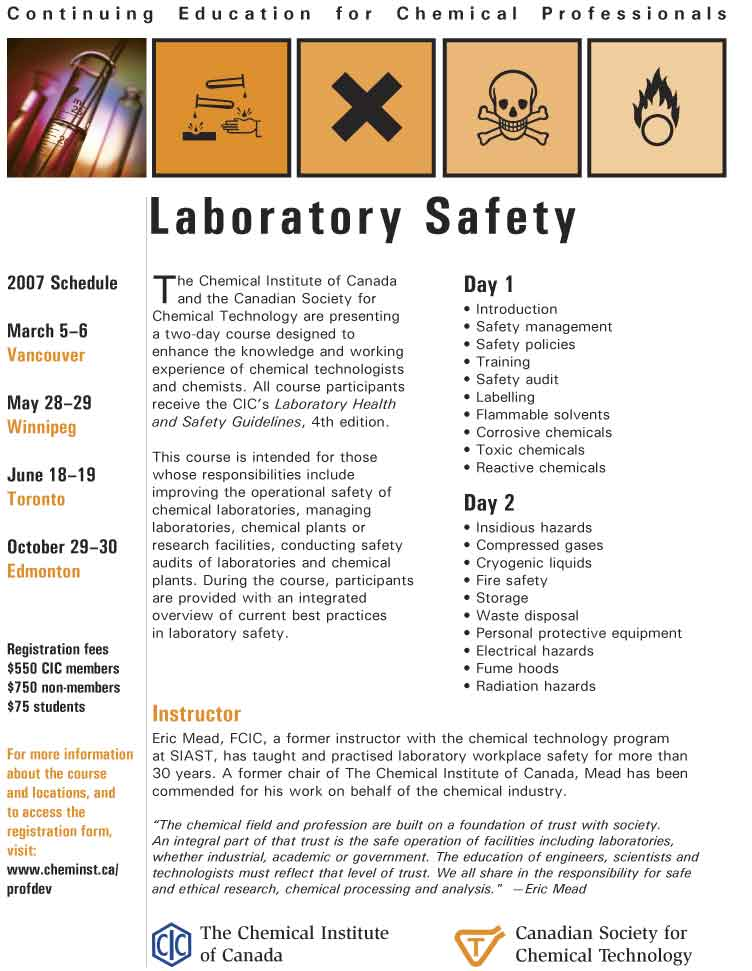 Continuing Education for Chemical Professionals
Laboratory Safety
2007 Schedule
March 5–6
Vancouver
May 28–29
Winnipeg
June 18–19
Toronto
October 29–30
Edmonton
Registration fees
$550 CIC members
$750 non-members
$75 students
For more information
about the course
and locations, and
to access the
registration form,
visit:
www.cheminst.ca/
profdev
The Chemical Institute of Canada
and the Canadian Society for
Chemical Technology are presenting
a two-day course designed to
enhance the knowledge and working
experience of chemical technologists
and chemists. All course participants
receive the CIC’s Laboratory Health
and Safety Guidelines, 4th edition.
This course is intended for those
whose responsibilities include
improving the operational safety of
chemical laboratories, managing
laboratories, chemical plants or
research facilities, conducting safety
audits of laboratories and chemical
plants. During the course, participants
are provided with an integrated
overview of current best practices
in laboratory safety.
Day 1
• Introduction
• Safety management
• Safety policies
• Training
• Safety audit
• Labelling
• Flammable solvents
• Corrosive chemicals
• Toxic chemicals
• Reactive chemicals
Day 2
• Insidious hazards
• Compressed gases
• Cryogenic liquids
• Fire safety
• Storage
• Waste disposal
• Personal protective equipment
• Electrical hazards
• Fume hoods
• Radiation hazards
Instructor
Eric Mead, FCIC, a former instructor with the chemical technology program
at SIAST, has taught and practised laboratory workplace safety for more than
30 years. A former chair of The Chemical Institute of Canada, Mead has been
commended for his work on behalf of the chemical industry.
“The chemical field and profession are built on a foundation of trust with society.
An integral part of that trust is the safe operation of facilities including laboratories,
whether industrial, academic or government. The education of engineers, scientists and
technologists must reflect that level of trust. We all share in the responsibility for safe
and ethical research, chemical processing and analysis." —Eric Mead
CIC
The Chemical Institute
of Canada
T
Canadian Society for
Chemical Technology